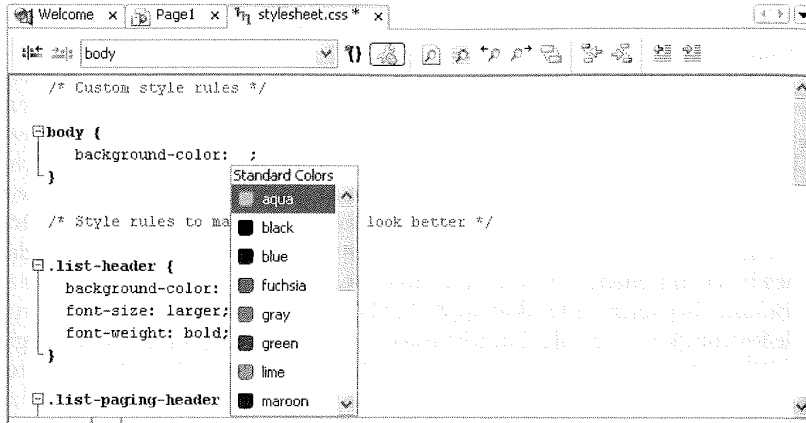 Welcome x Page1 x stylesheet.css * x
body
/* Custom style rules */
body {
background-color: ;
}
Standard Colors
aqua
/* Style rules to ma look better */
black
blue
.list-header {
background-color:
fuchsia
font-size: larger;
gray
font-weight: bold;
green
}
lime
.list-paging-header
maroon